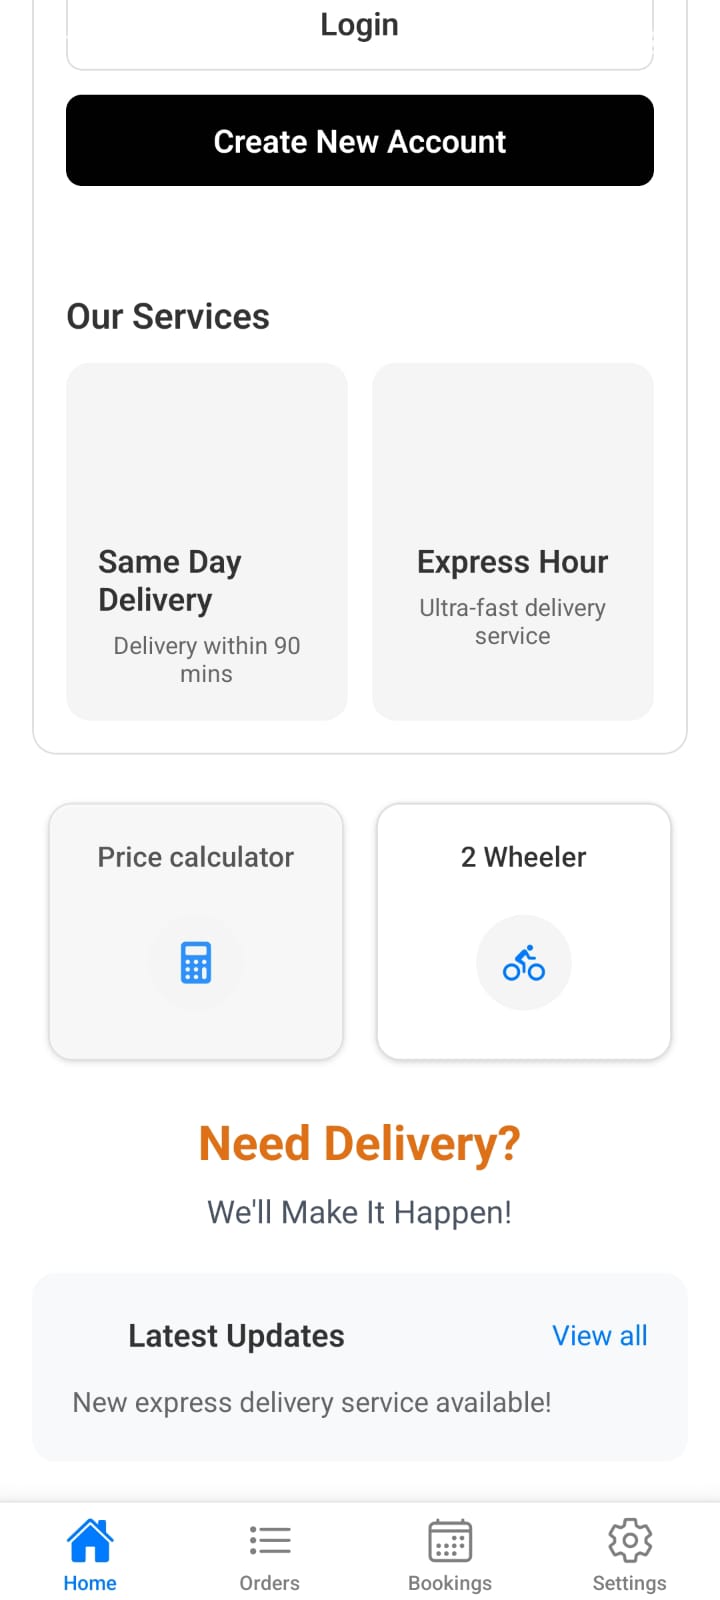 Login
Create New Account
Our Services
Same Day
Delivery
Delivery within 90
mins
Express Hour
Ultra-fast delivery
service
Price calculator
2 Wheeler
Need Delivery?
We'll Make It Happen!
Latest Updates
View all
New express delivery service available!
Home
Orders
Bookings
Settings